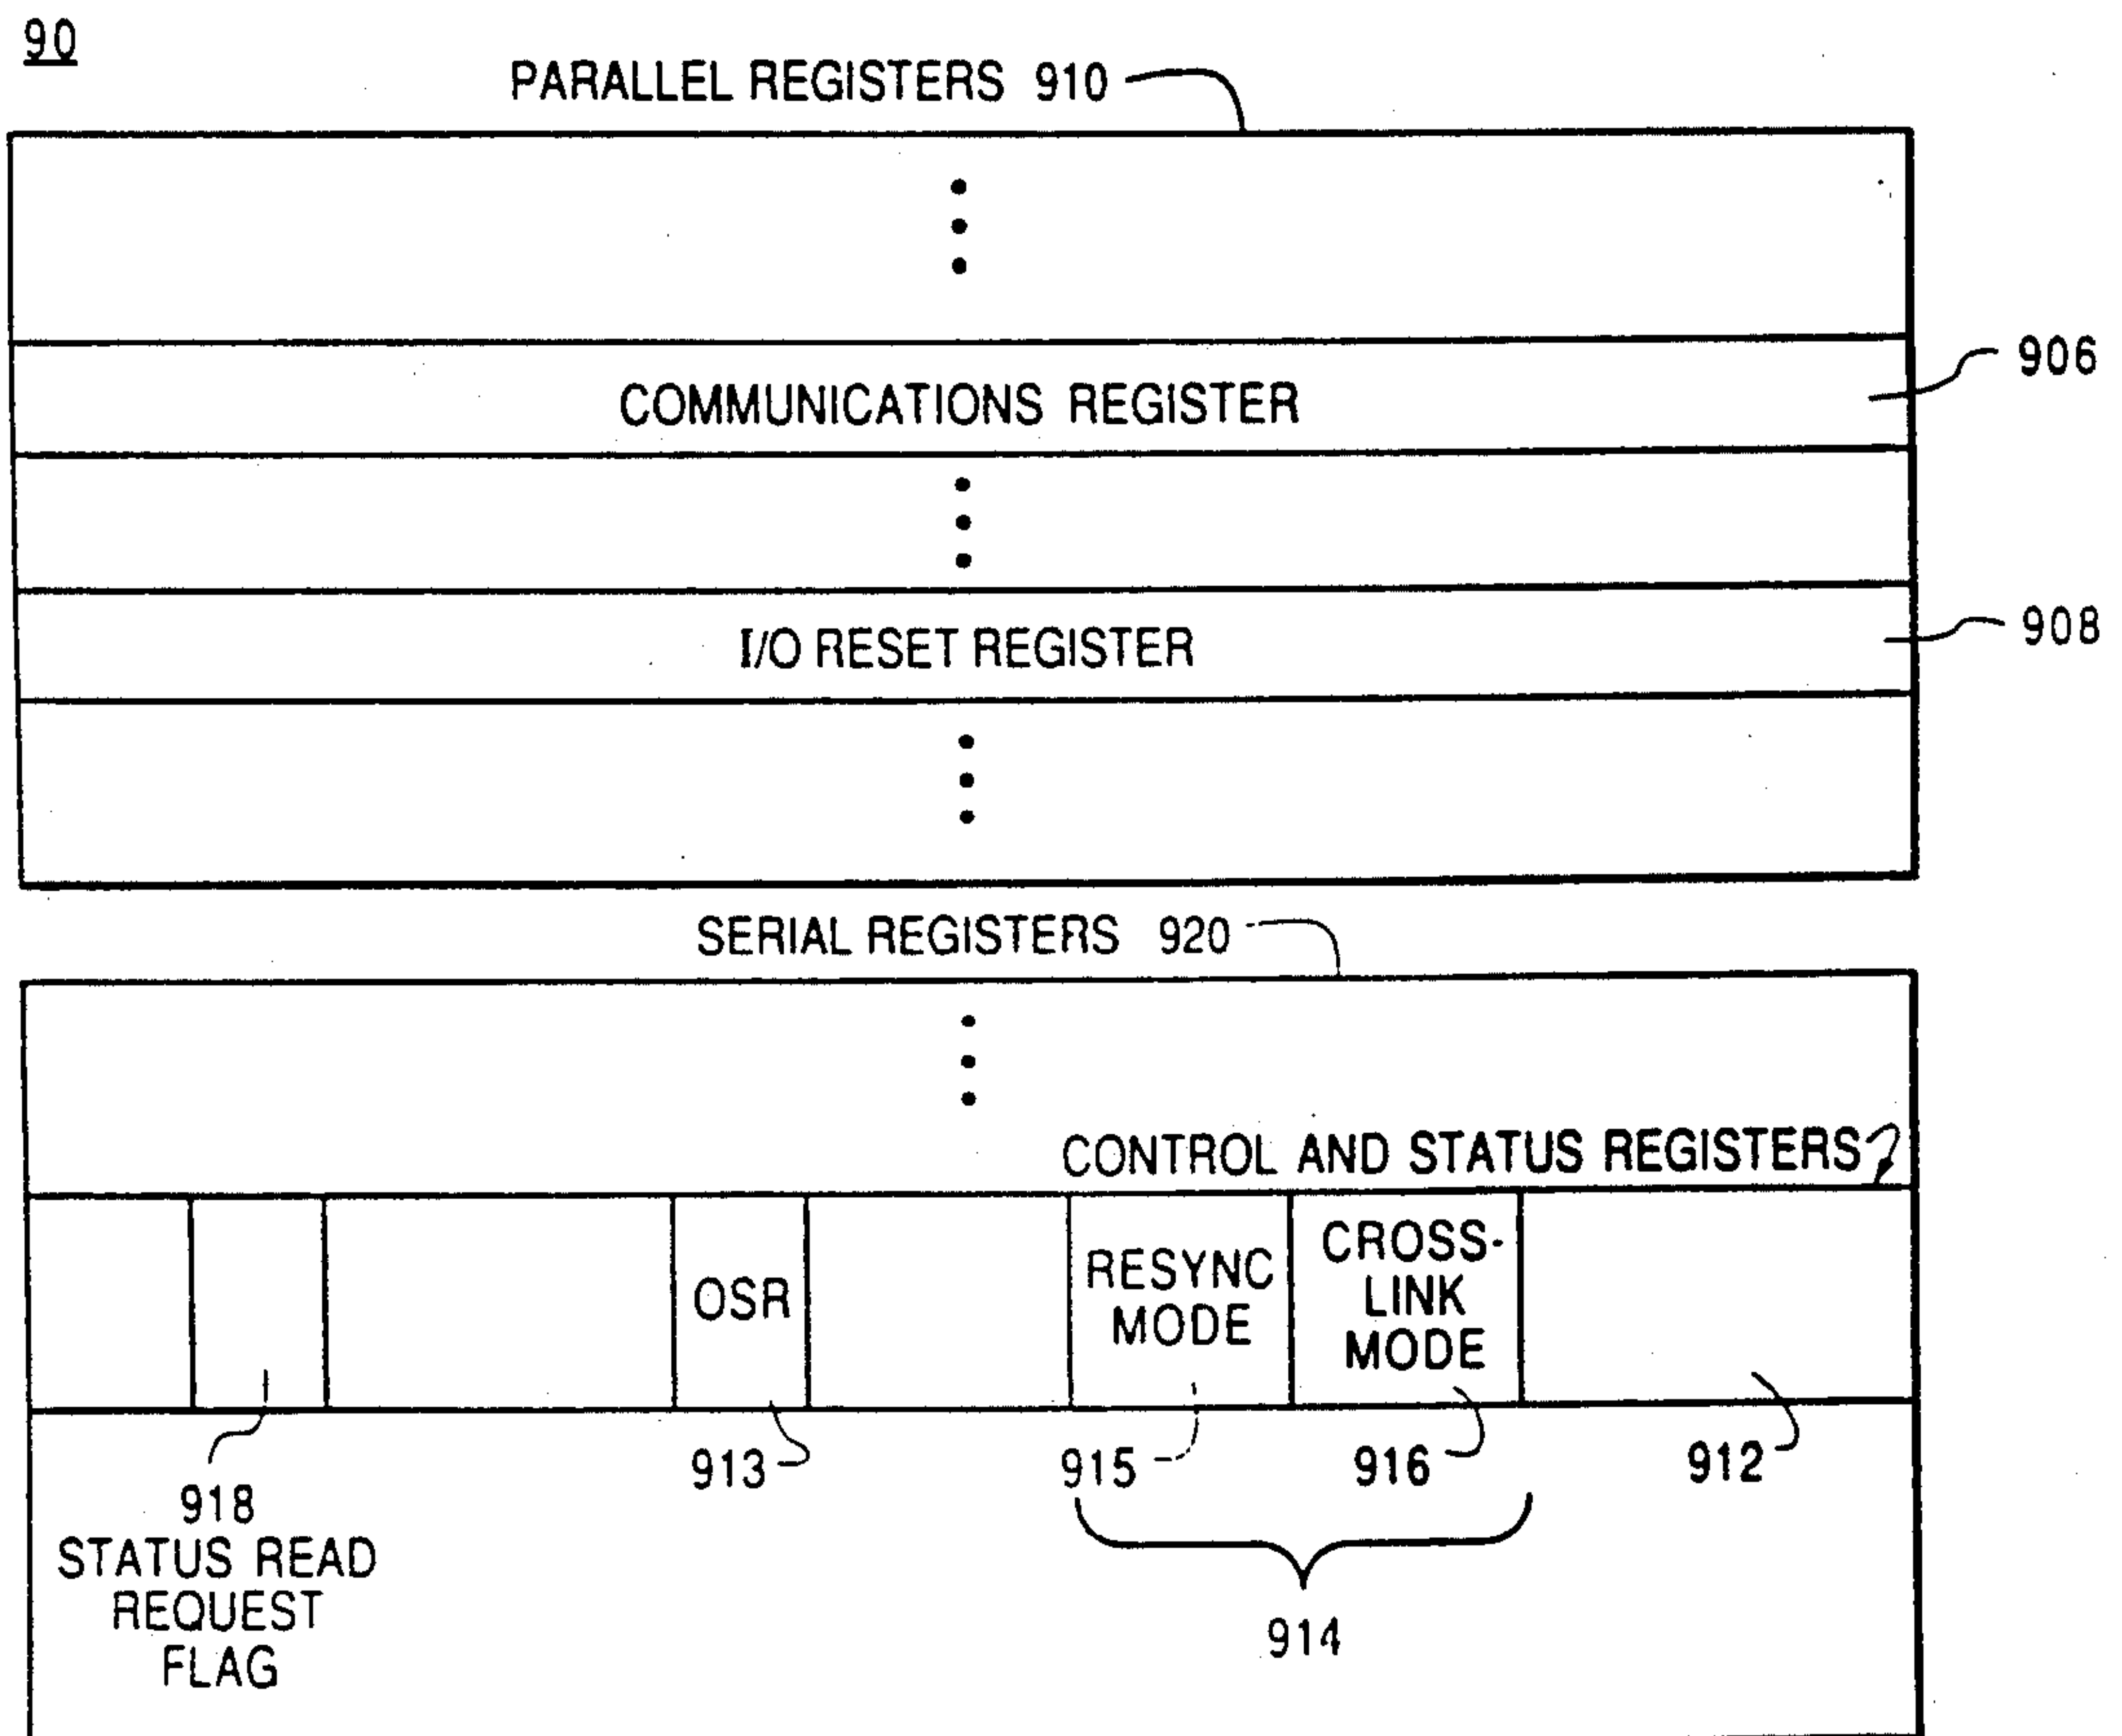 90
PARALLEL REGISTERS 910
COMMUNICATIONS REGISTER
906
I/O RESET REGISTER
908
SERIAL REGISTERS 920
CONTROL AND STATUS REGISTERS
OSR
RESYNC
MODE
CROSS-
LINK
MODE
918
STATUS READ
REQUEST
FLAG
913
915
916
912
914